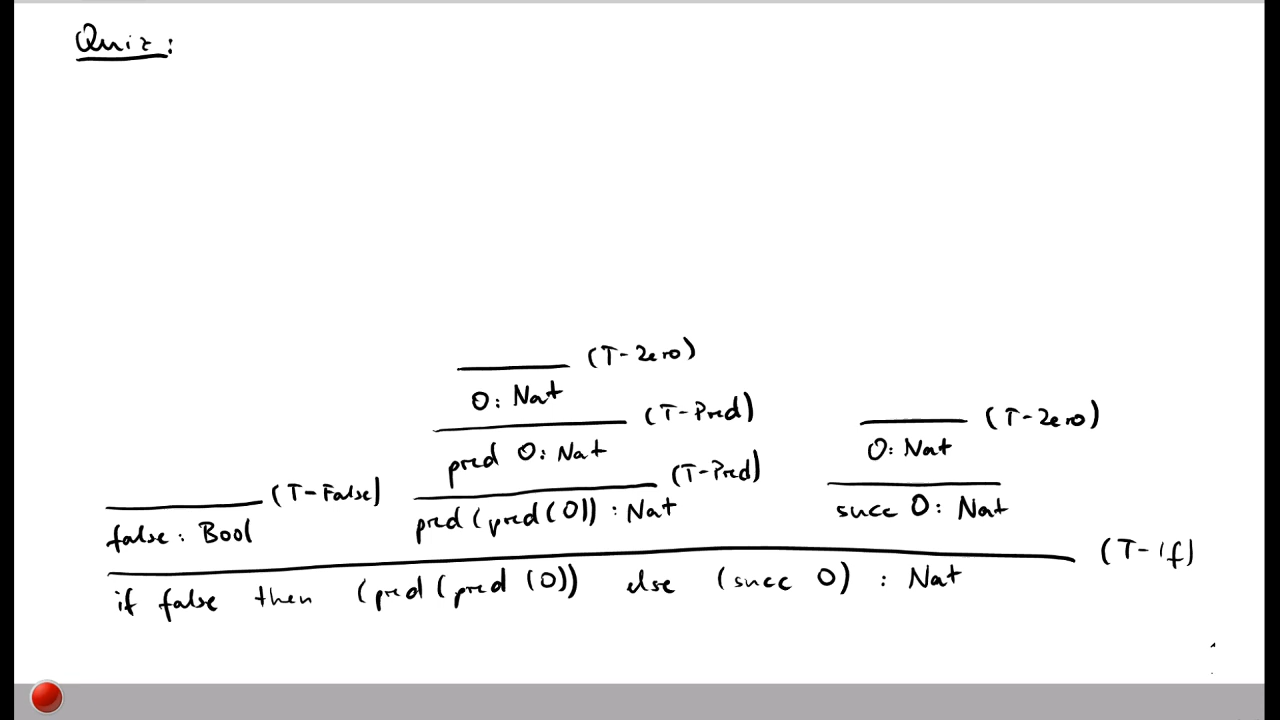 Quiz:
(T-Zero)
0: Nat
(T-Pred)
pred 0: Nat
(T-Zero)
0: Nat
(T-Pred)
(T-False)
false: Bool
pred (pred (0)) : Nat
succ 0: Nat
(T-If)
if false then (pred (pred (0)) else (succ 0) : Nat